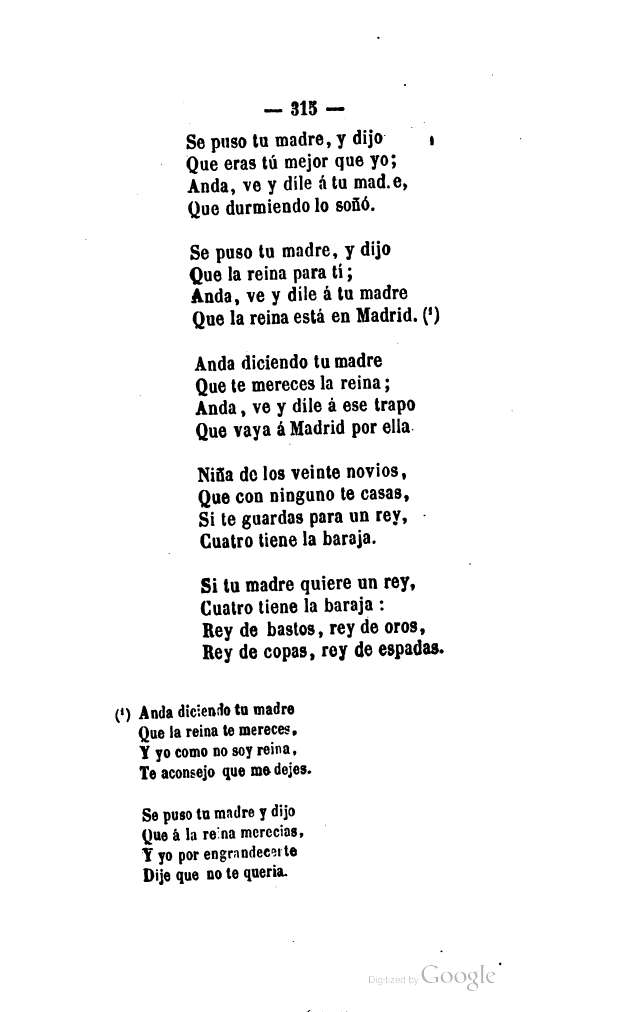 — 315 —
Se puso tu madre, y dijo
Que eras tú mejor que yo;
Anda, ve y dile á tu mad.e,
Que durmiendo lo soñó.

Se puso tu madre, y dijo
Que la reina para tí;
Anda, ve y dile á tu madre
Que la reina está en Madrid. (¹)

Anda diciendo tu madre
Que te mereces la reina;
Anda, ve y dile á ese trapo
Que vaya á Madrid por ella.

Niña de los veinte novios,
Que con ninguno te casas,
Si te guardas para un rey,
Cuatro tiene la baraja.

Si tu madre quiere un rey,
Cuatro tiene la baraja:
Rey de bastos, rey de oros,
Rey de copas, rey de espadas.

(¹) Anda diciendo tu madre
Que la reina te mereces,
Y yo como no soy reina,
Te aconsejo que me dejes.

Se puso tu madre y dijo
Que á la reina merecias,
Y yo por engrandecerte
Dije que no te queria.

Digitized by Google